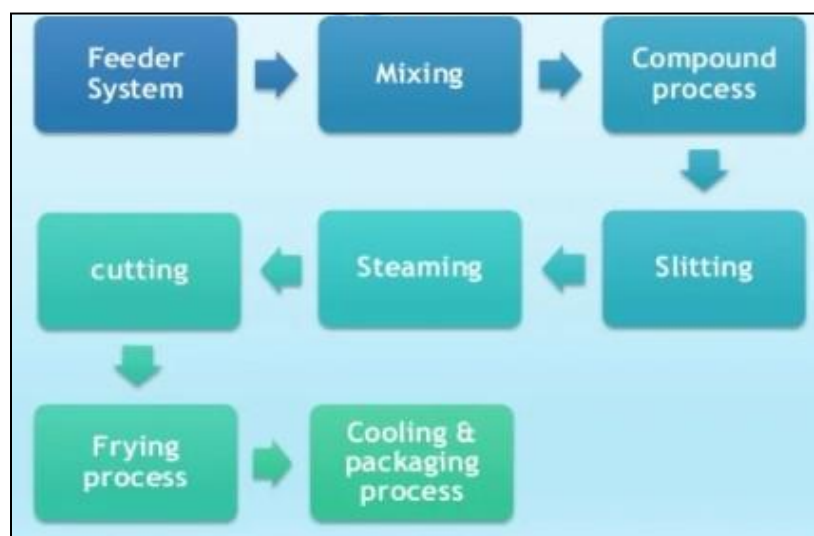 Feeder
System
Mixing
Compound
process
Slitting
Steaming
cutting
Frying
process
Cooling &
packaging
process